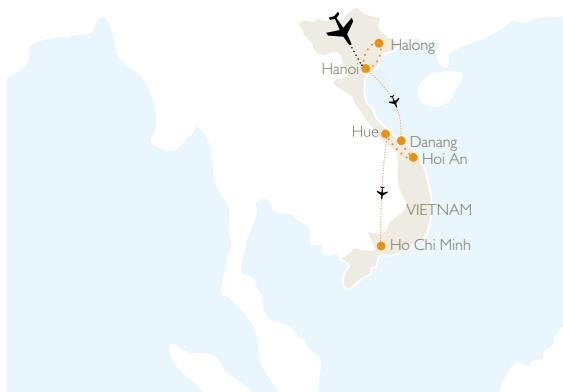 Halong
Hanoi
Hue
Danang
Hoi An
VIETNAM
Ho Chi Minh